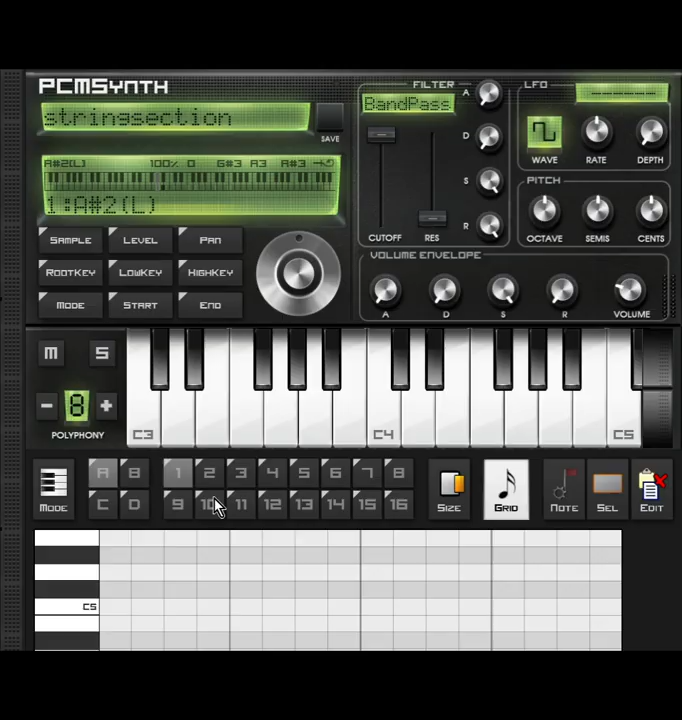 PCMSynth
stringsection
SAVE
A#2(L) 100% 0 G#3 A3 A#3
1:A#2(L)
SAMPLE LEVEL PAN
ROOTKEY LOWKEY HIGHKEY
MODE START END
FILTER
BandPass
A
D
S
R
CUTOFF RES
LFO
------
WAVE RATE DEPTH
PITCH
OCTAVE SEMIS CENTS
VOLUME ENVELOPE
A D S R VOLUME
M S
- 8 +
POLYPHONY
C3 C4 C5
MODE
A B 1 2 3 4 5 6 7 8
C D 9 10 11 12 13 14 15 16
SIZE GRID NOTE SEL EDIT
C5